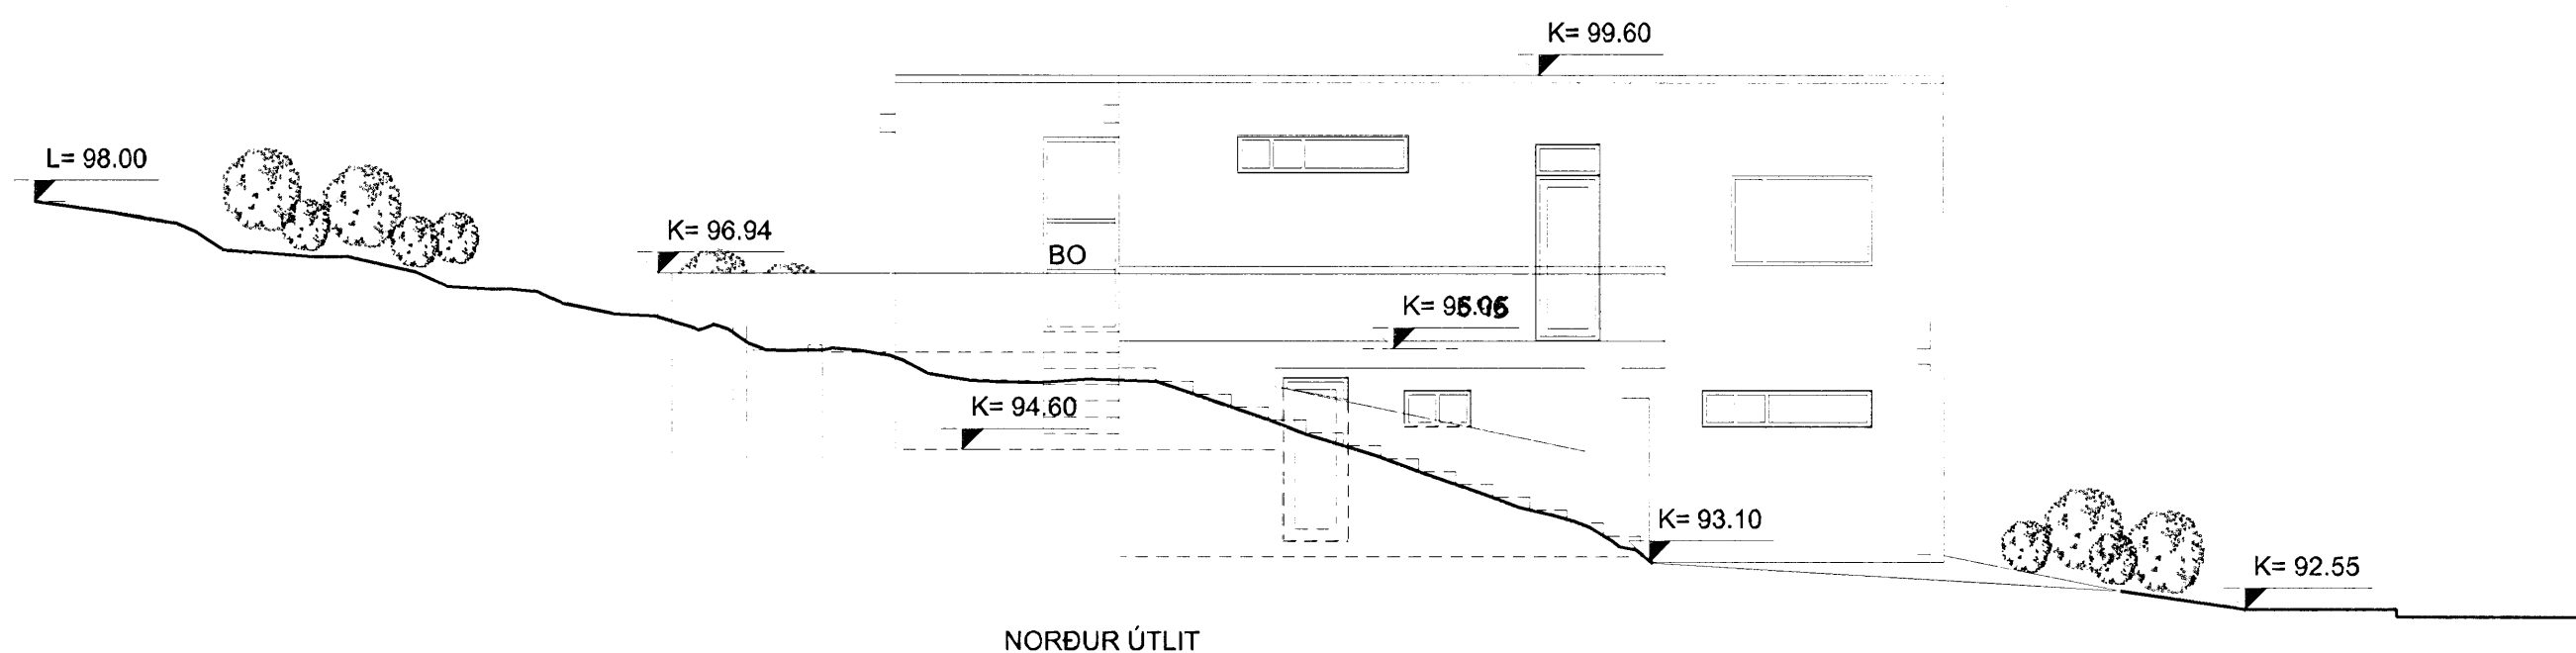 K= 99.60
L= 98.00
K= 96.94
BO
K= 94.60
K= 93.10
K= 92.55
NORÐUR ÚTLIT